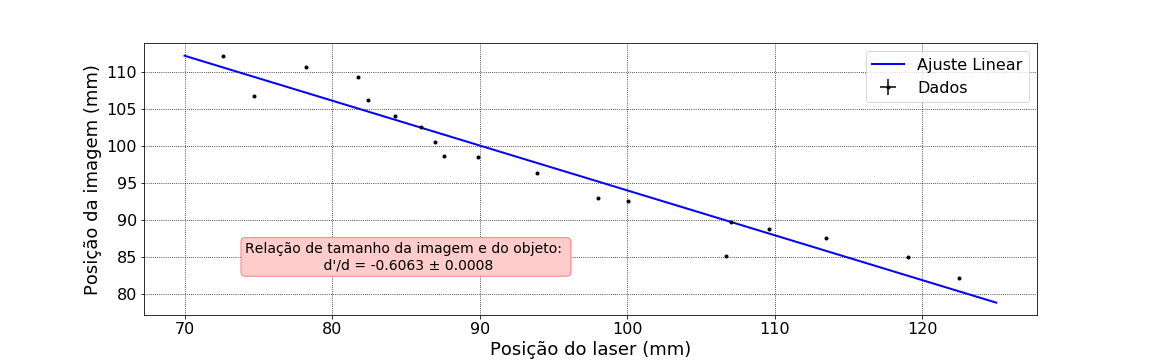 110
105
100
95
90
85
80
Posição da imagem (mm)
Ajuste Linear
Dados
Relação de tamanho da imagem e do objeto:
d'/d = -0.6063 ± 0.0008
70 80 90 100 110 120
Posição do laser (mm)